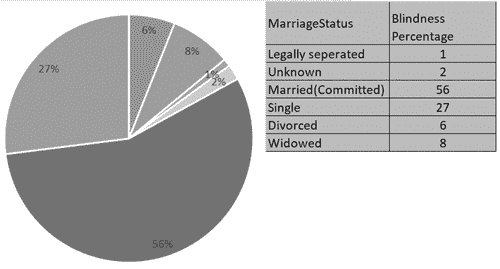 6%
8%
27%
1%
2%
56%
MarriageStatus Blindness Percentage
Legally seperated 1
Unknown 2
Married(Committed) 56
Single 27
Divorced 6
Widowed 8